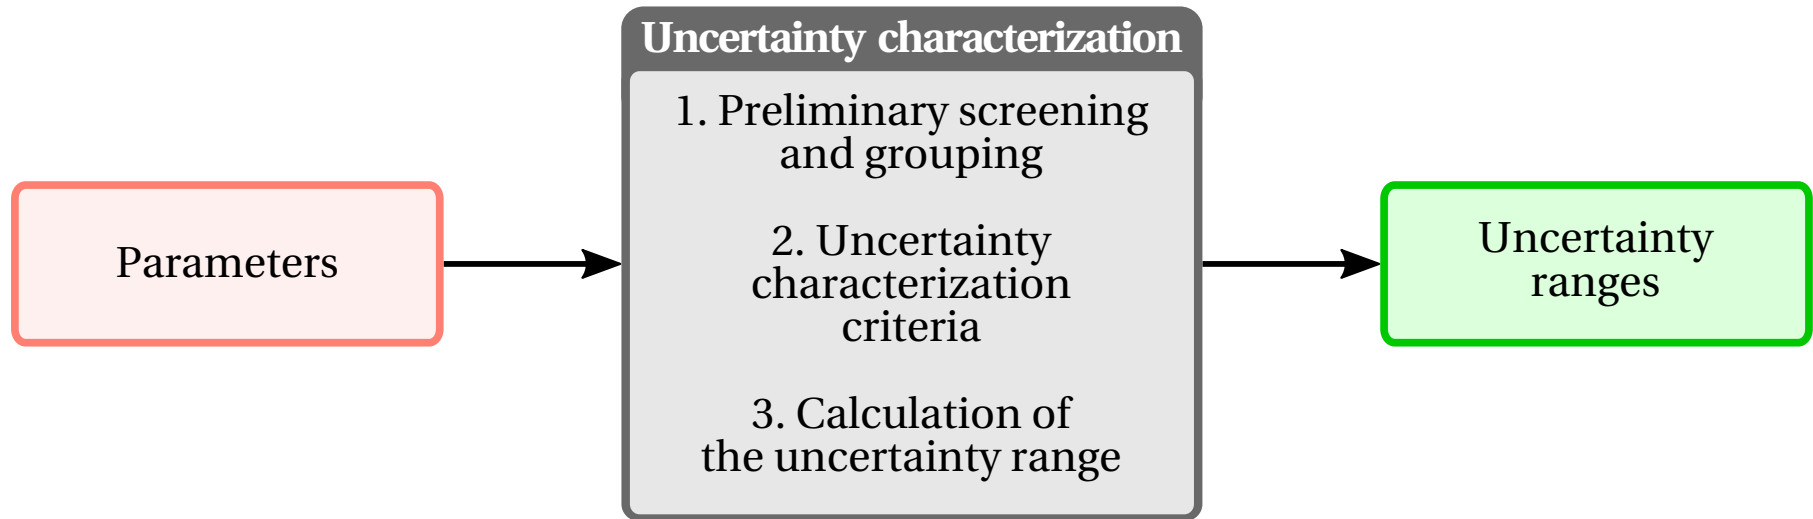 Uncertainty characterization
1. Preliminary screening
and grouping
2. Uncertainty
characterization
criteria
3. Calculation of
the uncertainty range
Parameters
Uncertainty
ranges